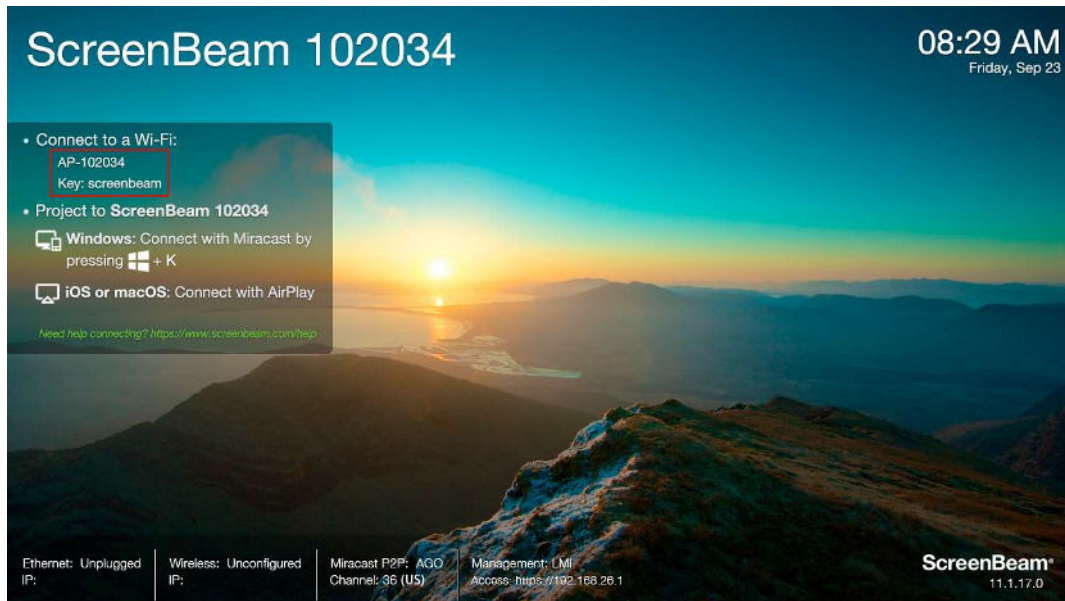 ScreenBeam 102034
08:29 AM
Friday, Sep 23
• Connect to a Wi-Fi:
AP-102034
Key: screenbeam
• Project to ScreenBeam 102034
Windows: Connect with Miracast by
pressing + K
iOS or macOS: Connect with AirPlay
Need help connecting? https://www.screenbeam.com/help
Ethernet: Unplugged
IP:
Wireless: Unconfigured
IP:
Miracast P2P: AGO
Channel: 36 (US)
Management: LMI
Access: https://192.168.26.1
ScreenBeam®
11.1.17.0